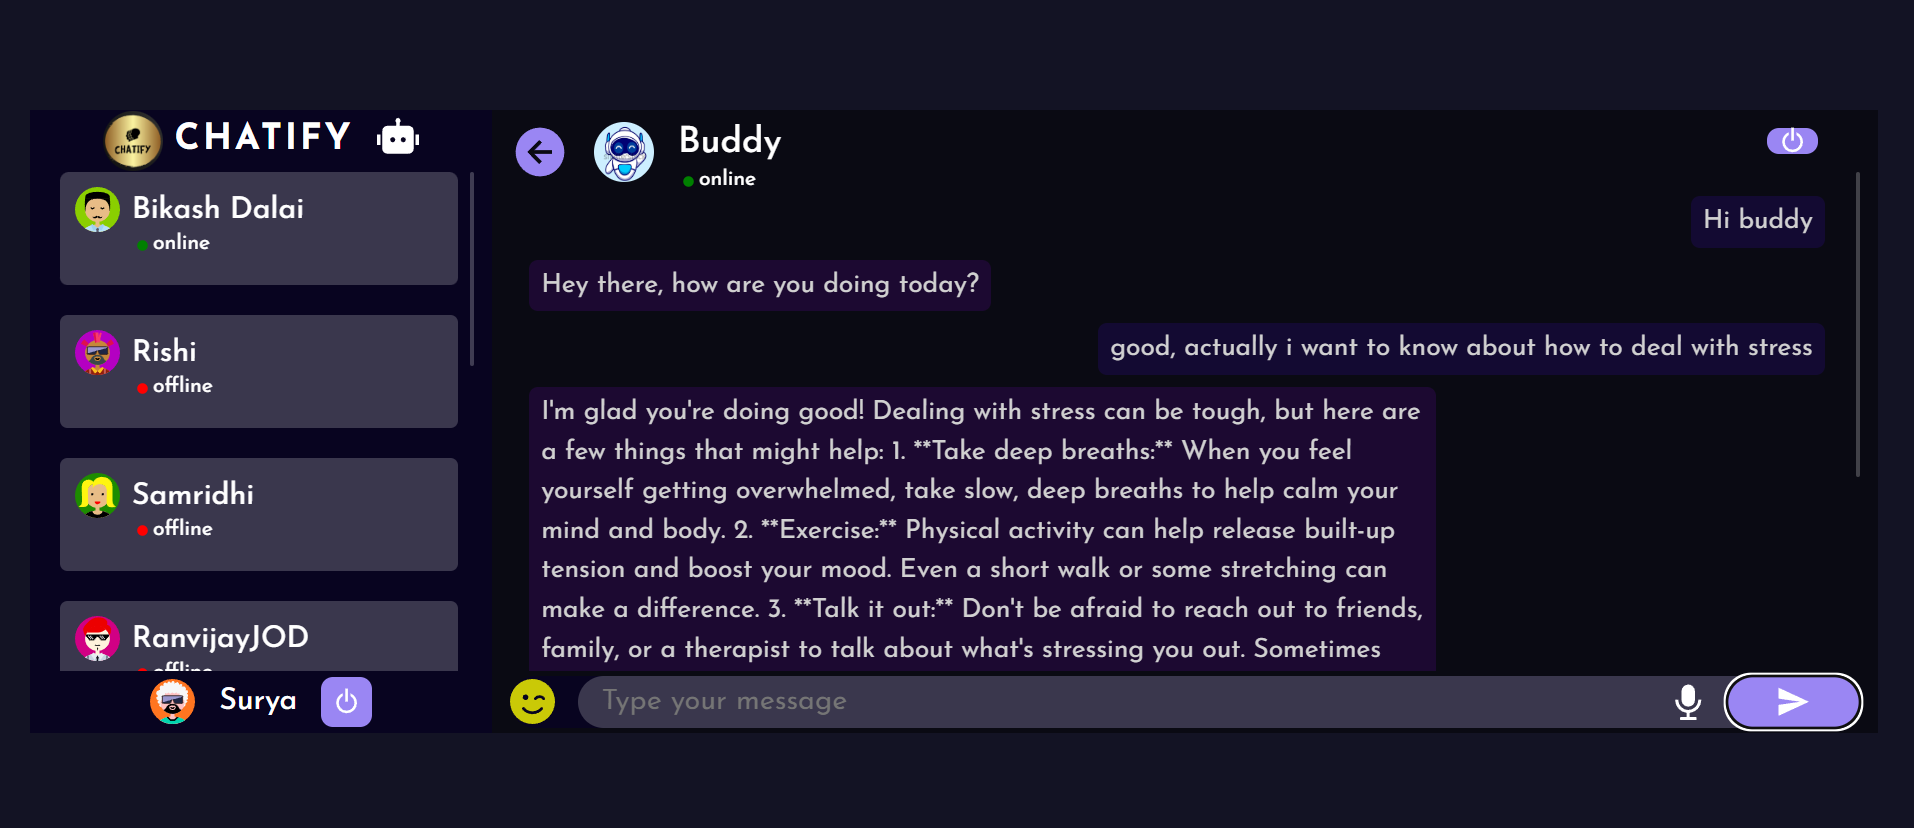 CHATIFY
CHATIFY
Bikash Dalai
online
Rishi
offline
Samridhi
offline
RanvijayJOD
offline
Surya
Buddy
online
Hi buddy
Hey there, how are you doing today?
good, actually i want to know about how to deal with stress
I'm glad you're doing good! Dealing with stress can be tough, but here are
a few things that might help: 1. **Take deep breaths:** When you feel
yourself getting overwhelmed, take slow, deep breaths to help calm your
mind and body. 2. **Exercise:** Physical activity can help release built-up
tension and boost your mood. Even a short walk or some stretching can
make a difference. 3. **Talk it out:** Don't be afraid to reach out to friends,
family, or a therapist to talk about what's stressing you out. Sometimes
Type your message